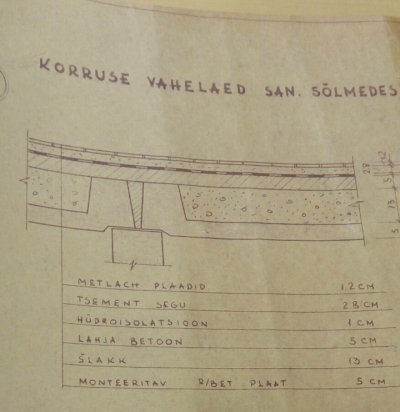 KORRUSE VAHELAED SAN. SÕLMEDES
METLACH PLAADID 1,2 CM
TSEMENT SEGU 2,8 CM
HÜDROISOLATSIOON 1 CM
LAHJA BETOON 5 CM
ŠLAKK 13 CM
MONTEERITAV R/BET PLAAT 5 CM